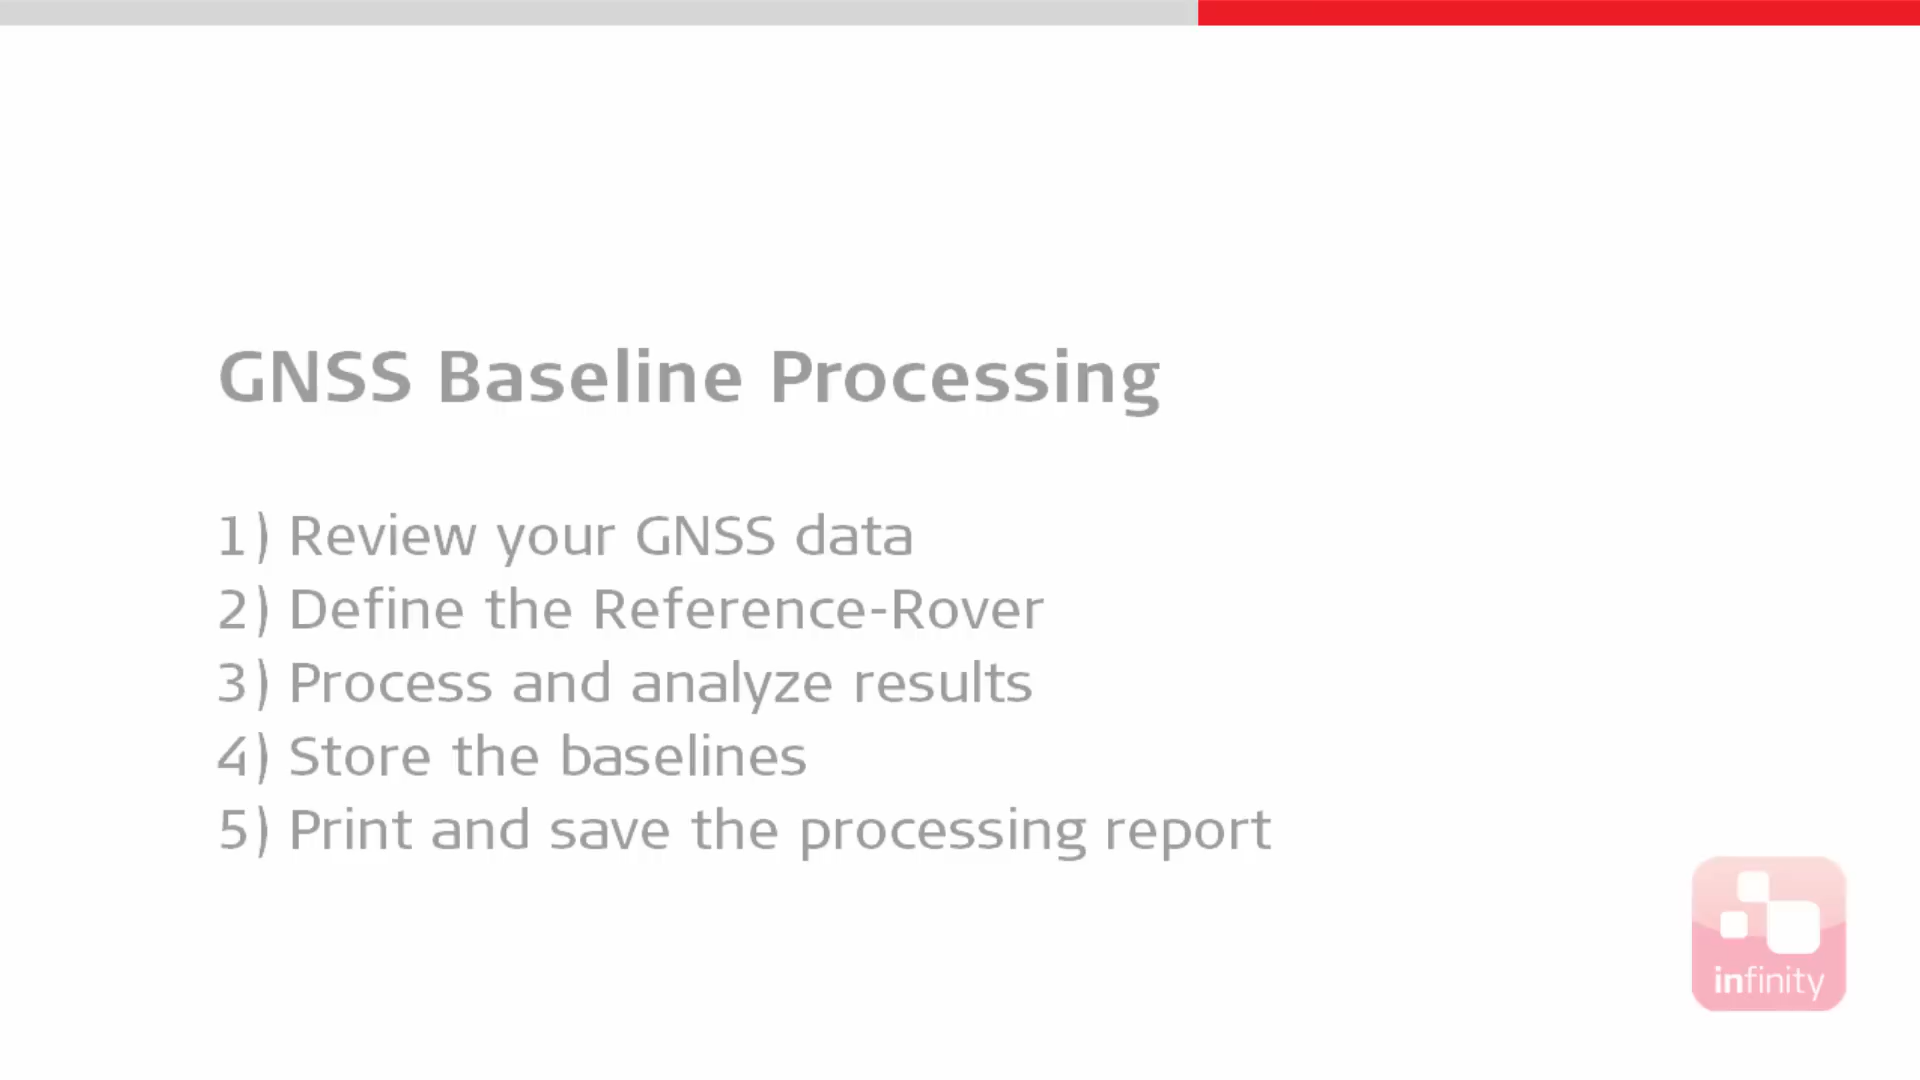 GNSS Baseline Processing
1) Review your GNSS data
2) Define the Reference-Rover
3) Process and analyze results
4) Store the baselines
5) Print and save the processing report
infinity